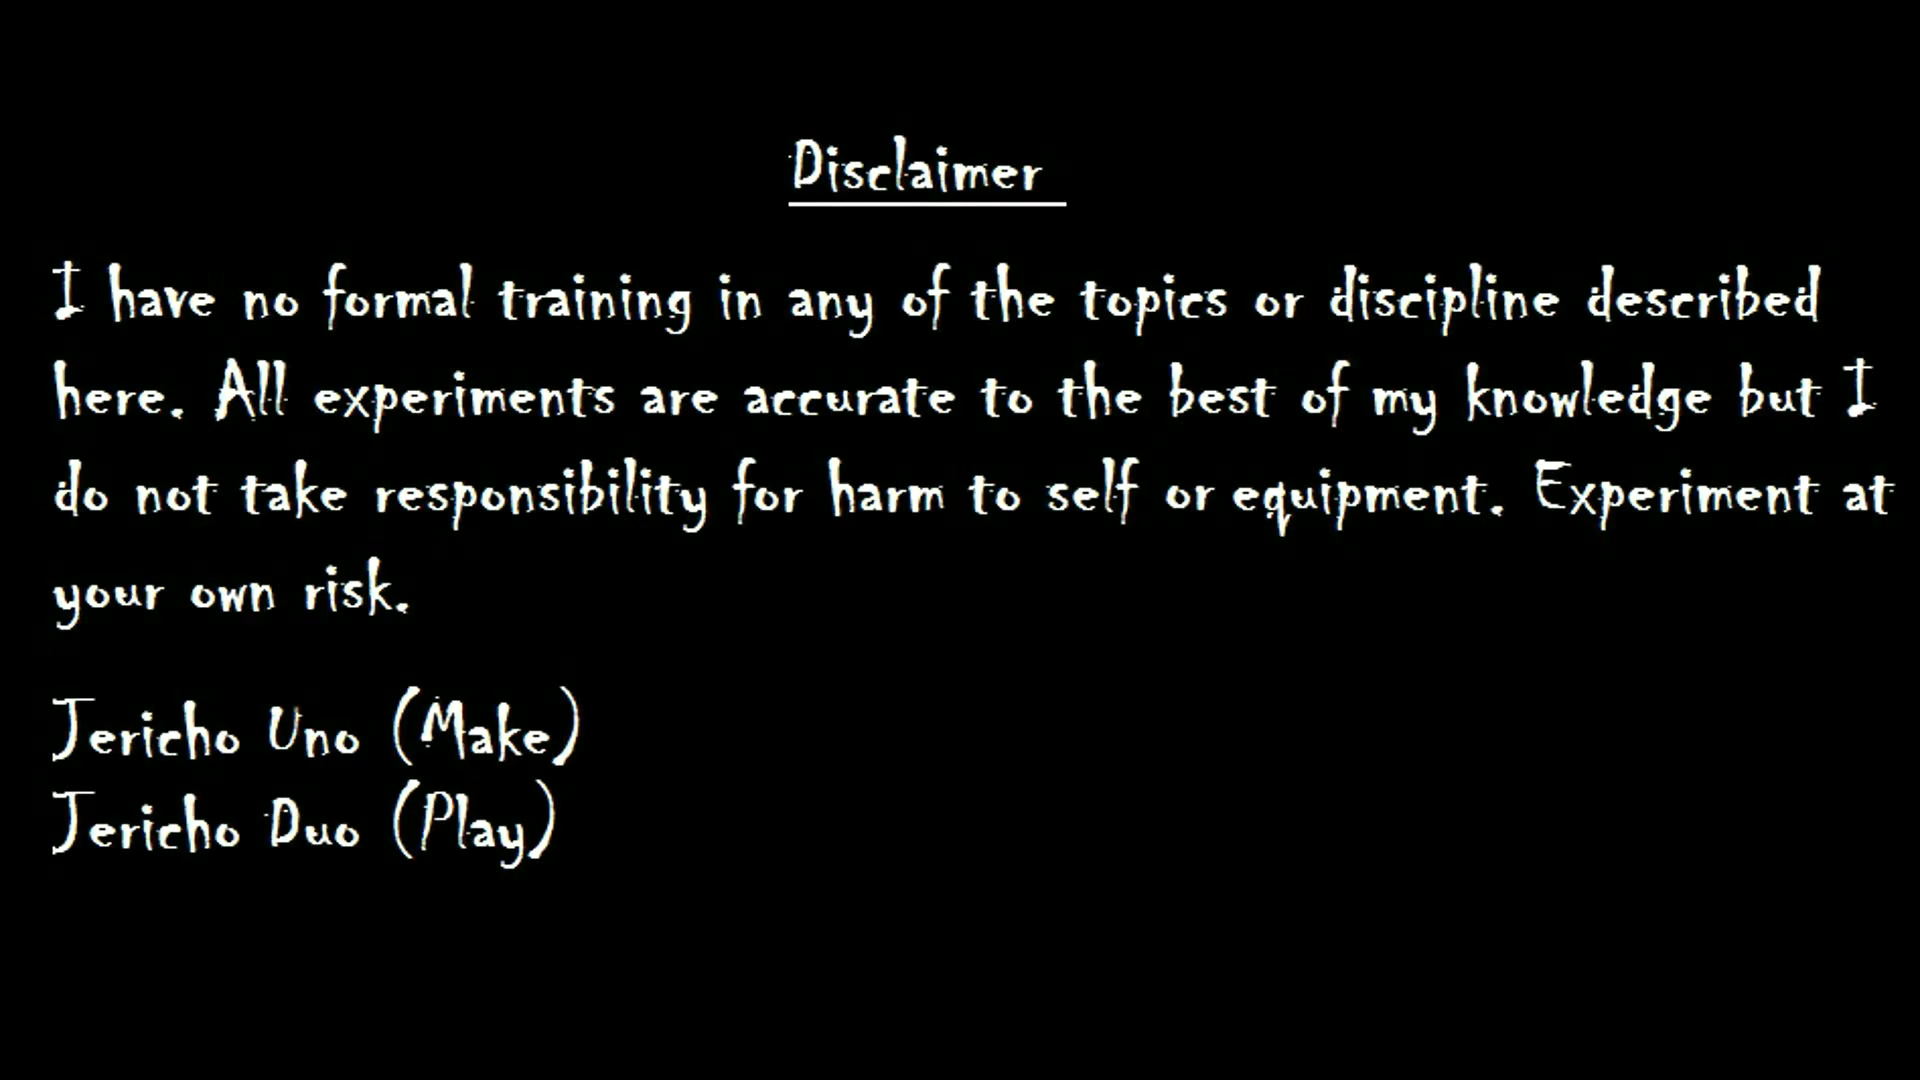 Disclaimer
I have no formal training in any of the topics or discipline described
here. All experiments are accurate to the best of my knowledge but I
do not take responsibility for harm to self or equipment. Experiment at
your own risk.
Jericho Uno (Make)
Jericho Duo (Play)